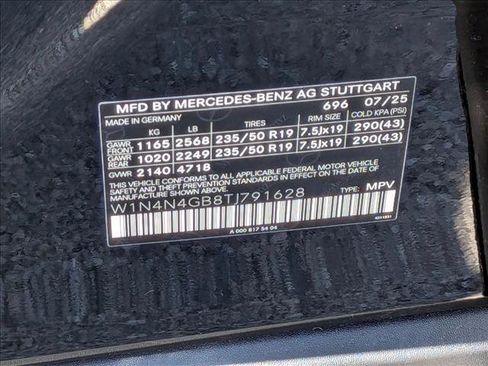 MFD BY MERCEDES-BENZ AG STUTTGART
696 07/25
MADE IN GERMANY
KG LB TIRES RIM SIZE COLD KPA (PSI)
GAWR FRONT 1165 2568 235/50 R19 7.5Jx19 290(43)
GAWR REAR 1020 2249 235/50 R19 7.5Jx19 290(43)
GVWR 2140 4718
THIS VEHICLE CONFORMS TO ALL APPLICABLE FEDERAL MOTOR VEHICLE
SAFETY, BUMPER, AND THEFT PREVENTION STANDARDS IN EFFECT ON THE DATE OF
MANUFACTURE SHOWN ABOVE.
W1N4N4GB8TJ791628 TYPE: MPV
A 000 817 54 04